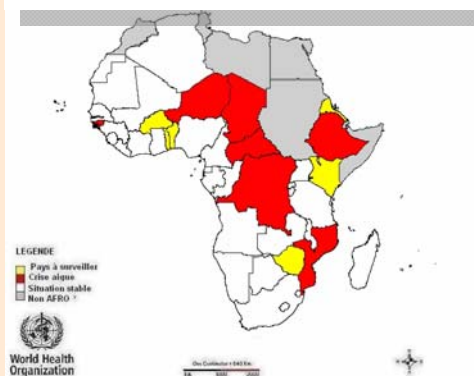 LEGENDE
Pays à surveiller
Crise aigue
Situation stable
Non AFRO
World Health
Organization